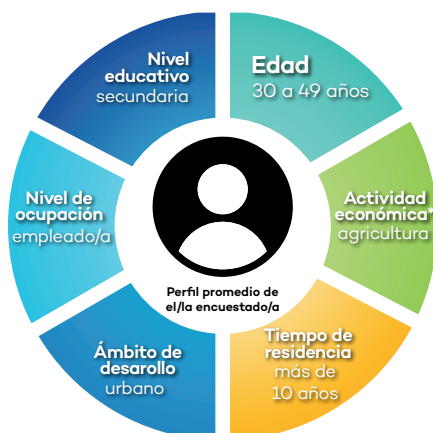 Nivel
educativo
secundaria
Edad
30 a 49 años
Nivel de
ocupación
empleado/a
Actividad
económica*
agricultura
Perfil promedio de
el/la encuestado/a
Ámbito de
desarollo
urbano
Tiempo de
residencia
más de
10 años